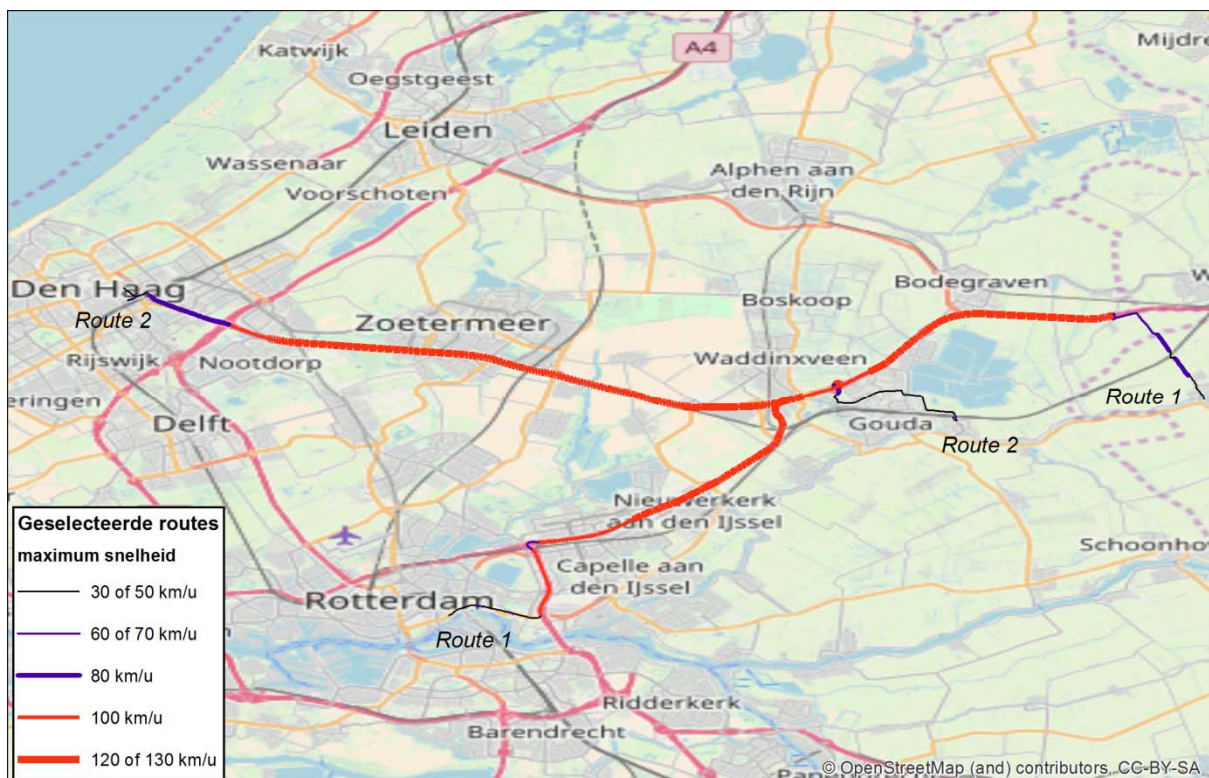 Katwijk
Oegstgeest
A4
Leiden
Wassenaar
Voorschoten
Alphen aan
den Rijn
Den Haag
Route 2
Rijswijk
Nootdorp
Zoetermeer
Boskoop
Bodegraven
Waddinxveen
Delft
Gouda
Route 2
Route 1
Nieuwerkerk
aan den IJssel
Capelle aan
den IJssel
Schoonho
Rotterdam
Route 1
Ridderkerk
Barendrecht
eringen
Mijdre
W
Geselecteerde routes
maximum snelheid
30 of 50 km/u
60 of 70 km/u
80 km/u
100 km/u
120 of 130 km/u
© OpenStreetMap (and) contributors, CC-BY-SA